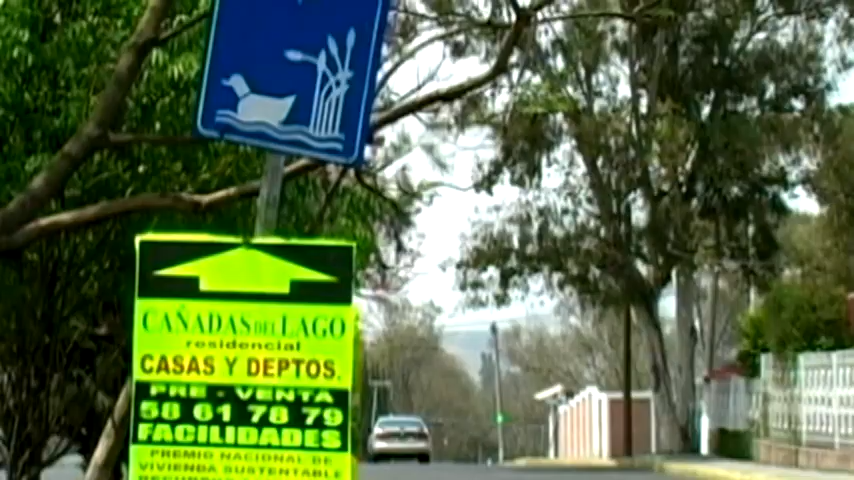 CAÑADAS DEL LAGO
residencial
CASAS Y DEPTOS.
PRE - VENTA
58 61 78 79
FACILIDADES
PREMIO NACIONAL DE
VIVIENDA SUSTENTABLE